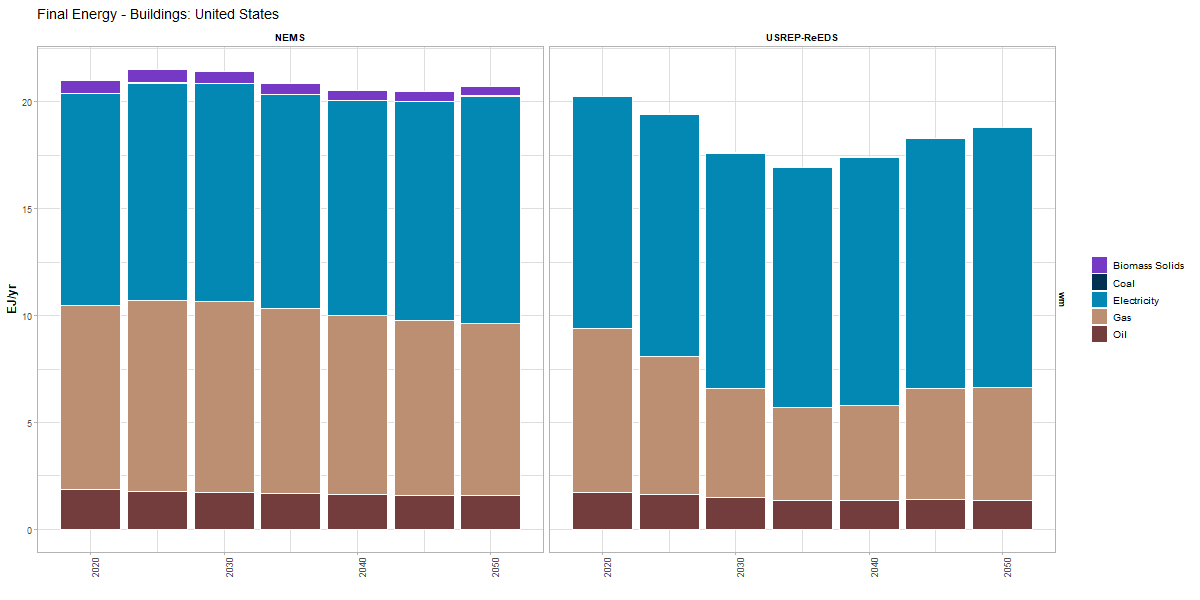 Final Energy - Buildings: United States
NEMS
USREP-ReEDS
EJ/yr
20
15
10
5
0
2020
2030
2040
2050
2020
2030
2040
2050
wm
Biomass Solids
Coal
Electricity
Gas
Oil